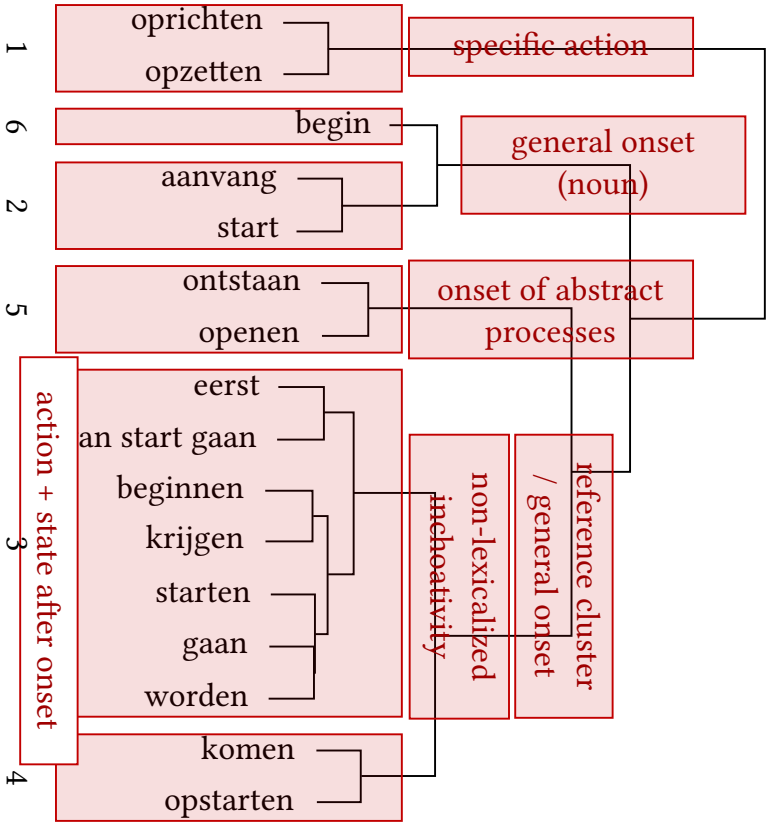 1
oprichten
opzetten
specific action
6
begin
general onset
(noun)
2
aanvang
start
5
ontstaan
openen
onset of abstract
processes
3
action + state after onset
eerst
an start gaan
beginnen
krijgen
starten
gaan
worden
non-lexicalized
inchoativity
reference cluster
/ general onset
4
komen
opstarten